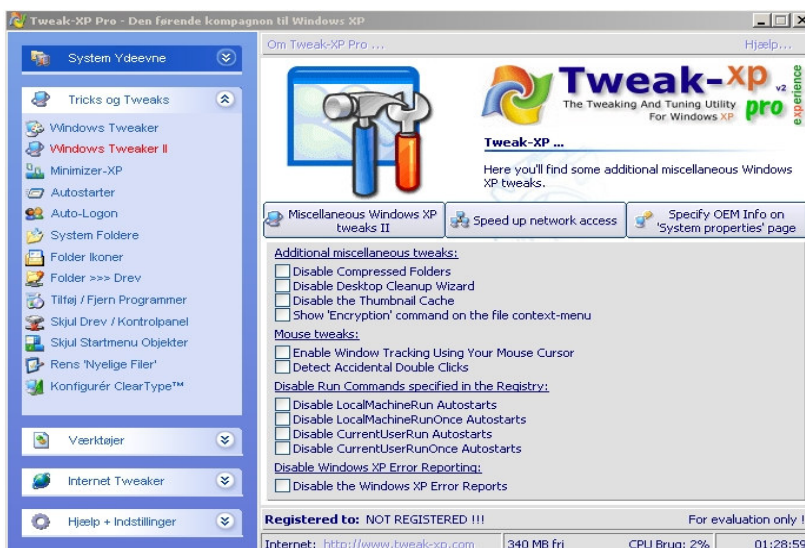 Tweak-XP Pro - Den førende kompagnon til Windows XP
System Ydeevne
Tricks og Tweaks
Windows Tweaker
Windows Tweaker II
Minimizer-XP
Autostarter
Auto-Logon
System Foldere
Folder Ikoner
Folder >>> Drev
Tilføj / Fjern Programmer
Skjul Drev / Kontrolpanel
Skjul Startmenu Objekter
Rens 'Nyelige Filer'
Konfigurér ClearType™
Værktøjer
Internet Tweaker
Hjælp + Indstillinger
Om Tweak-XP Pro ...
Hjælp...
Tweak-xp v2
The Tweaking And Tuning Utility
For Windows XP
pro
experience
Tweak-XP ...
Here you'll find some additional miscellaneous Windows
XP tweaks.
Miscellaneous Windows XP
tweaks II
Speed up network access
Specify OEM Info on
'System properties' page
Additional miscellaneous tweaks:
Disable Compressed Folders
Disable Desktop Cleanup Wizard
Disable the Thumbnail Cache
Show 'Encryption' command on the file context-menu
Mouse tweaks:
Enable Window Tracking Using Your Mouse Cursor
Detect Accidental Double Clicks
Disable Run Commands specified in the Registry:
Disable LocalMachineRun Autostarts
Disable LocalMachineRunOnce Autostarts
Disable CurrentUserRun Autostarts
Disable CurrentUserRunOnce Autostarts
Disable Windows XP Error Reporting:
Disable the Windows XP Error Reports
Registered to: NOT REGISTERED !!!
For evaluation only !
Internet: http://www.tweak-xp.com
340 MB fri
CPU Brug: 2%
01:28:59